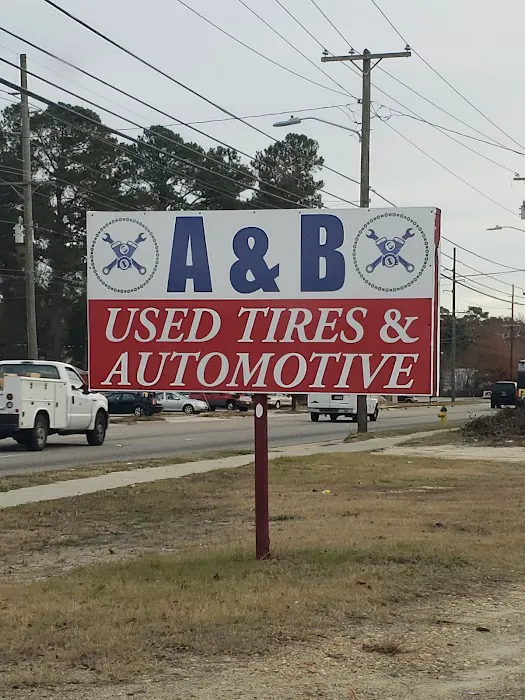 A & B
USED TIRES &
AUTOMOTIVE